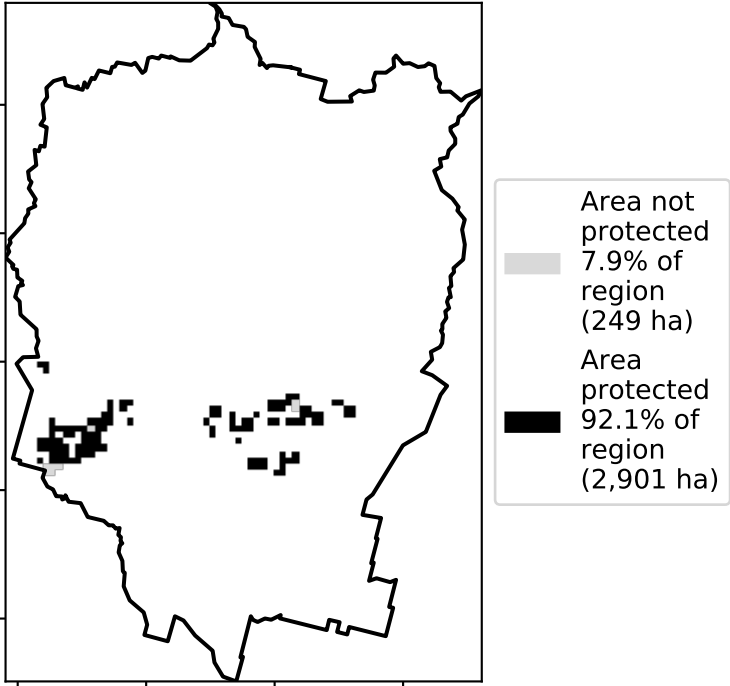 Area not
protected
7.9% of
region
(249 ha)
Area
protected
92.1% of
region
(2,901 ha)